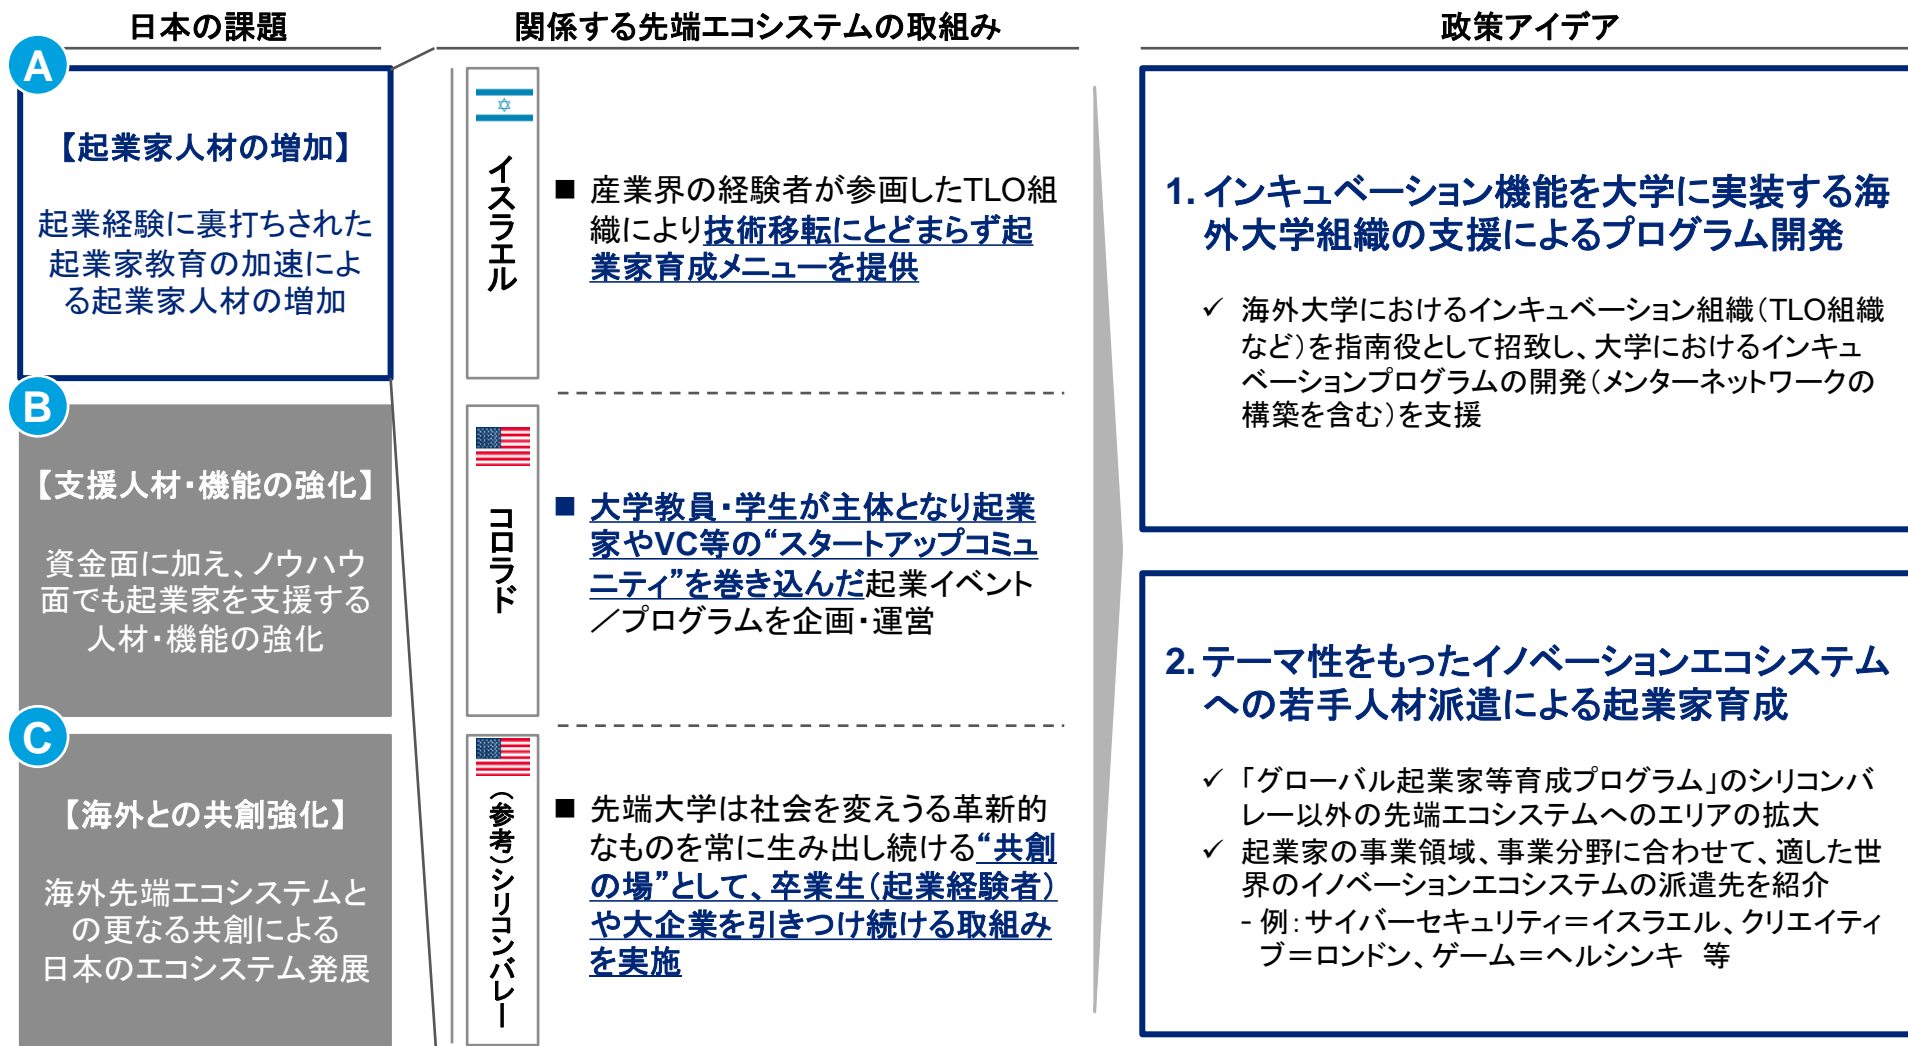 日本の課題
関係する先端エコシステムの取組み
政策アイデア
A
【起業家人材の増加】
起業経験に裏打ちされた
起業家教育の加速によ
る起業家人材の増加
B
【支援人材・機能の強化】
資金面に加え、ノウハウ
面でも起業家を支援する
人材・機能の強化
C
【海外との共創強化】
海外先端エコシステムと
の更なる共創による
日本のエコシステム発展
イスラエル
■ 産業界の経験者が参画したTLO組
織により技術移転にとどまらず起
業家育成メニューを提供
コロラド
■ 大学教員・学生が主体となり起業
家やVC等の“スタートアップコミュ
ニティ”を巻き込んだ起業イベント
／プログラムを企画・運営
（参考）シリコンバレー
■ 先端大学は社会を変えうる革新的
なものを常に生み出し続ける“共創
の場”として、卒業生（起業経験者）
や大企業を引きつけ続ける取組み
を実施
1. インキュベーション機能を大学に実装する海
外大学組織の支援によるプログラム開発
✓ 海外大学におけるインキュベーション組織（TLO組織
など）を指南役として招致し、大学におけるインキュ
ベーションプログラムの開発（メンターネットワークの
構築を含む）を支援
2. テーマ性をもったイノベーションエコシステム
への若手人材派遣による起業家育成
✓ 「グローバル起業家等育成プログラム」のシリコンバ
レー以外の先端エコシステムへのエリアの拡大
✓ 起業家の事業領域、事業分野に合わせて、適した世
界のイノベーションエコシステムの派遣先を紹介
- 例：サイバーセキュリティ＝イスラエル、クリエイティ
ブ＝ロンドン、ゲーム＝ヘルシンキ 等